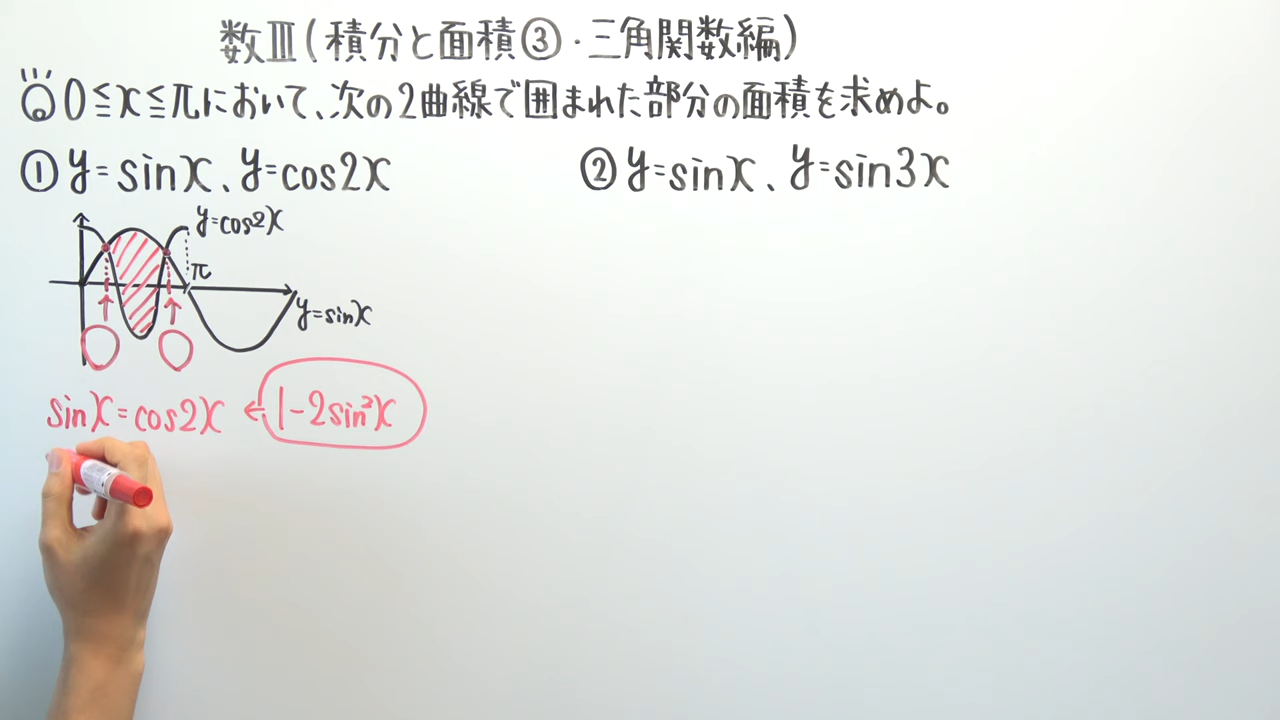 数Ⅲ(積分と面積③・三角関数編)
0≦x≦πにおいて、次の2曲線で囲まれた部分の面積を求めよ。
① y=sinx、y=cos2x
② y=sinx、y=sin3x
y=cos2x
π
y=sinx
sinx=cos2x ← 1-2sin²x